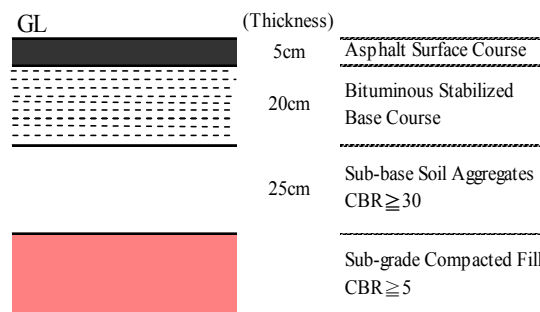 GL (Thickness)
5cm Asphalt Surface Course
20cm Bituminous Stabilized
Base Course
25cm Sub-base Soil Aggregates
CBR≧30
Sub-grade Compacted Fill
CBR≧5